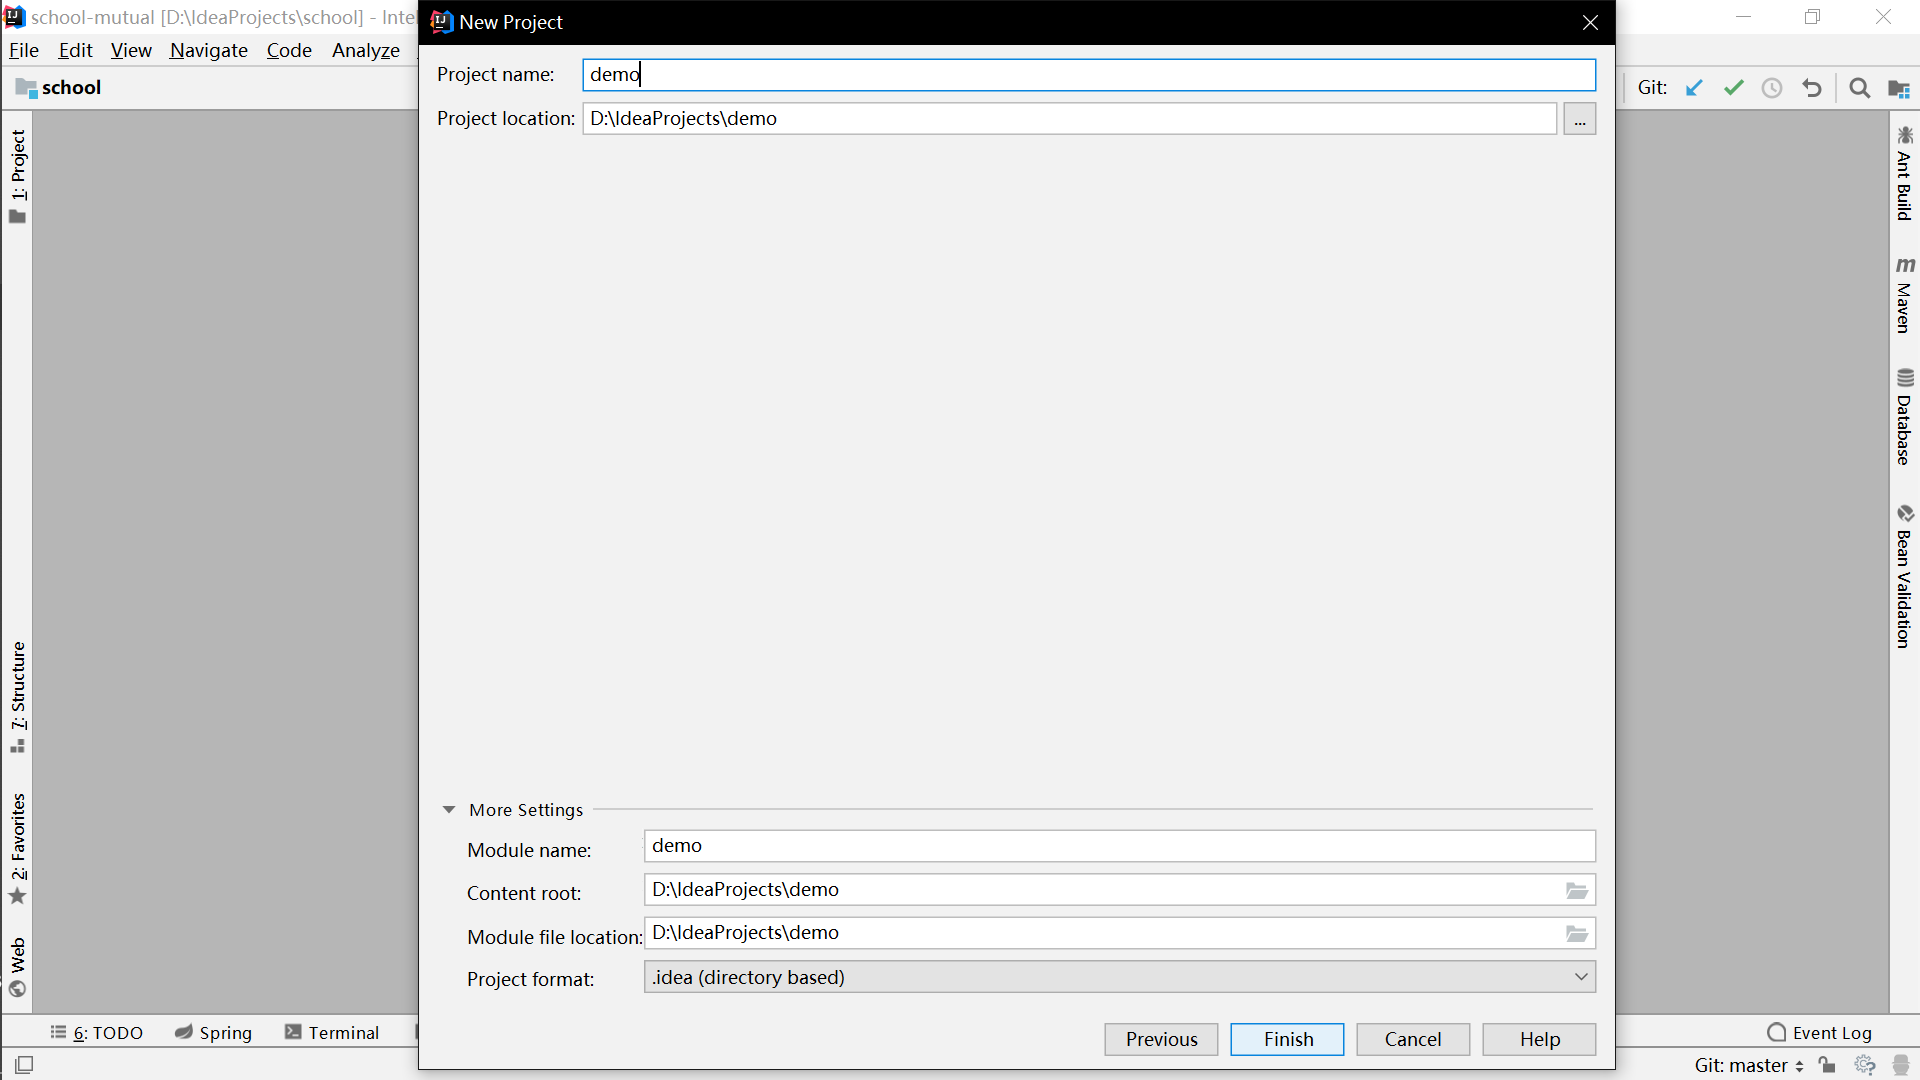 school-mutual [D:\IdeaProjects\school] - Inte
New Project
File Edit View Navigate Code Analyze
school
Git:
Project name: demo
Project location: D:\IdeaProjects\demo
...
1: Project
7: Structure
2: Favorites
Web
Ant Build
Maven
Database
Bean Validation
More Settings
Module name: demo
Content root: D:\IdeaProjects\demo
Module file location: D:\IdeaProjects\demo
Project format: .idea (directory based)
Previous Finish Cancel Help
6: TODO Spring Terminal
Event Log
Git: master